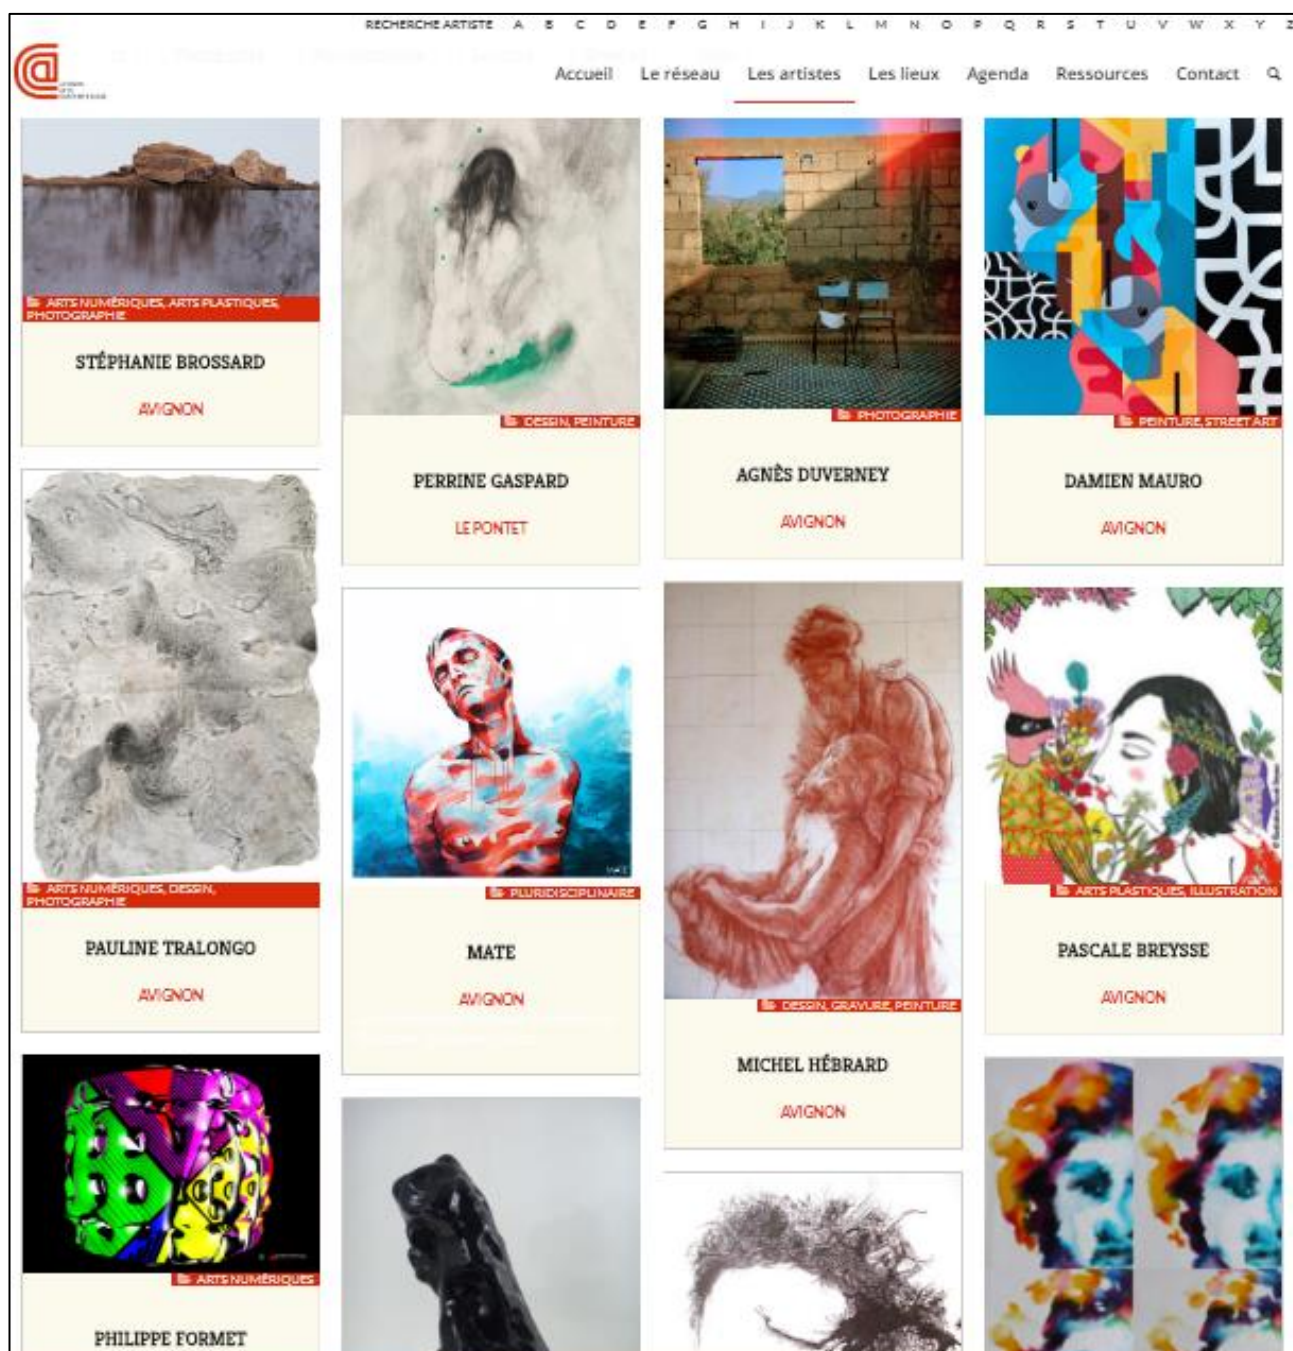 RECHERCHE ARTISTE A B C D E F G H I J K L M N O P Q R S T U V W X Y Z
Accueil Le réseau Les artistes Les lieux Agenda Ressources Contact
ARTS NUMÉRIQUES, ARTS PLASTIQUES,
PHOTOGRAPHIE
STÉPHANIE BROSSARD
AVIGNON
DESSIN, PEINTURE
PERRINE GASPARD
LE PONTET
PHOTOGRAPHIE
AGNÈS DUVERNEY
AVIGNON
PEINTURE, STREET ART
DAMIEN MAURO
AVIGNON
ARTS NUMÉRIQUES, DESSIN,
PHOTOGRAPHIE
PAULINE TRALONGO
AVIGNON
PLURIDISCIPLINAIRE
MATE
AVIGNON
DESSIN, GRAVURE, PEINTURE
MICHEL HÉBRARD
AVIGNON
ARTS PLASTIQUES, ILLUSTRATION
PASCALE BREYSSE
AVIGNON
ARTS NUMÉRIQUES
PHILIPPE FORMET